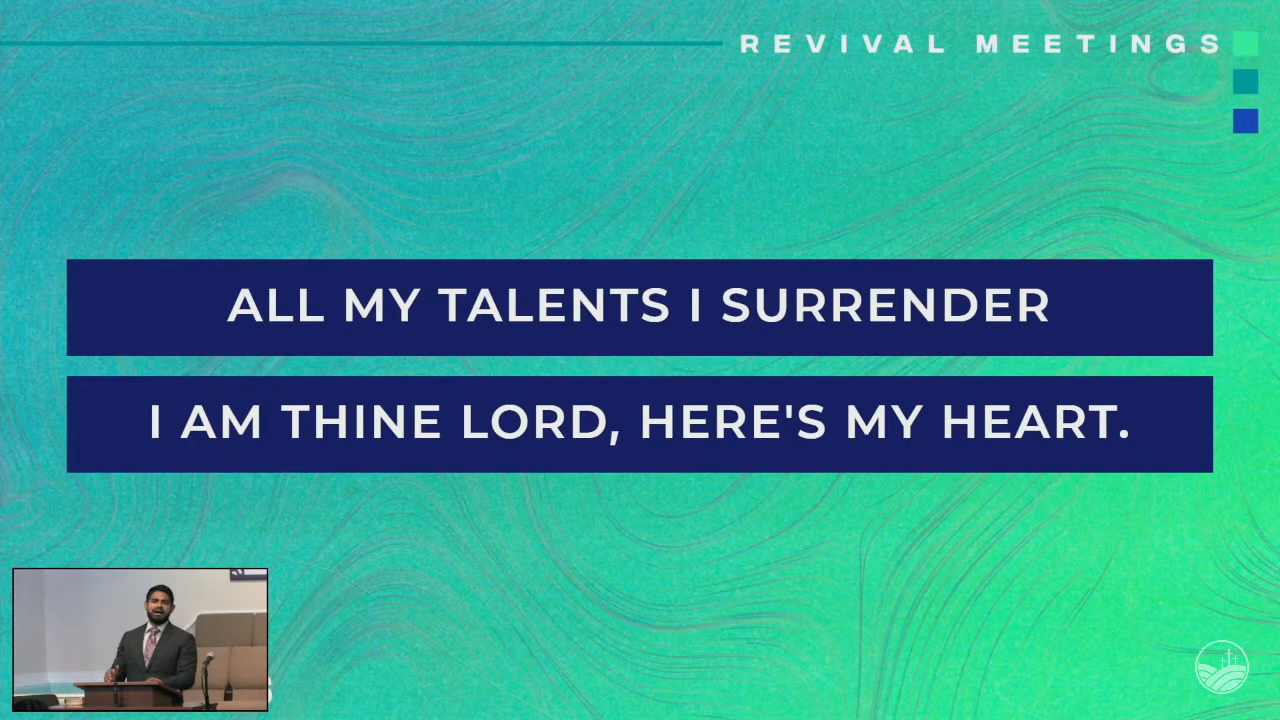 REVIVAL MEETINGS
ALL MY TALENTS I SURRENDER
I AM THINE LORD, HERE'S MY HEART.